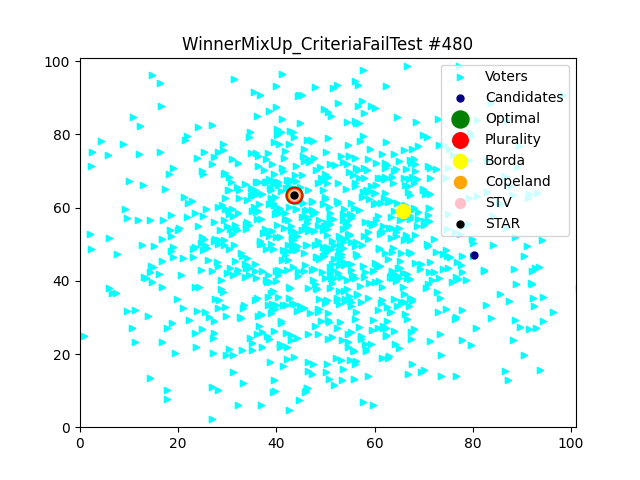 WinnerMixUp_CriteriaFailTest #480
100
80
60
40
20
0
0
20
40
60
80
100
Voters
Candidates
Optimal
Plurality
Borda
Copeland
STV
STAR